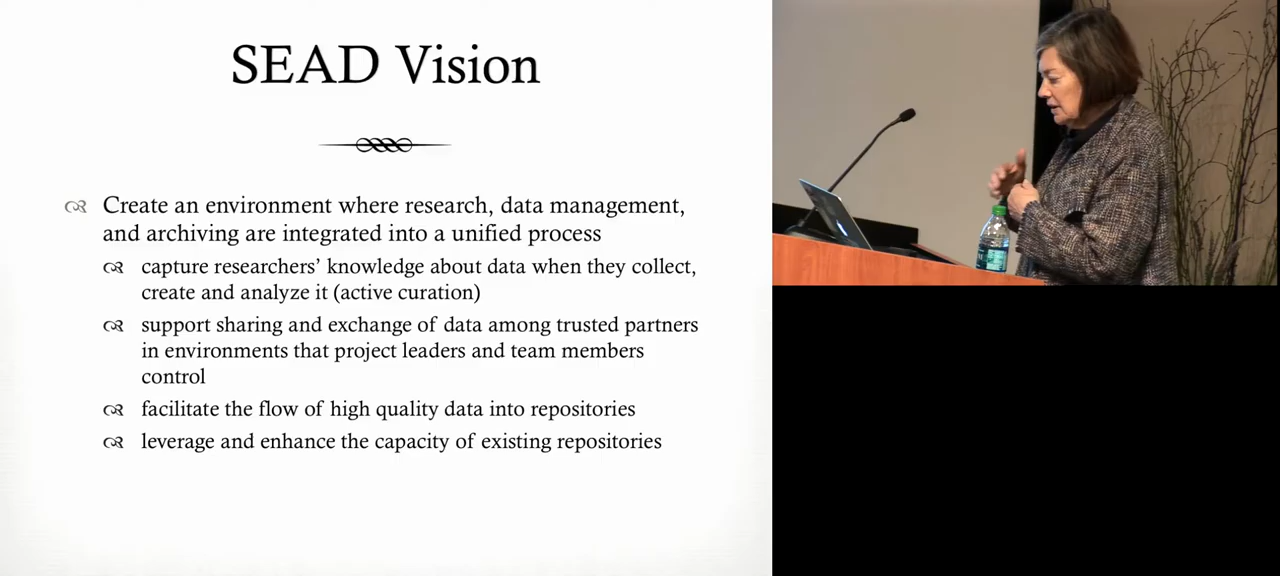 SEAD Vision
Create an environment where research, data management,
and archiving are integrated into a unified process
capture researchers’ knowledge about data when they collect,
create and analyze it (active curation)
support sharing and exchange of data among trusted partners
in environments that project leaders and team members
control
facilitate the flow of high quality data into repositories
leverage and enhance the capacity of existing repositories